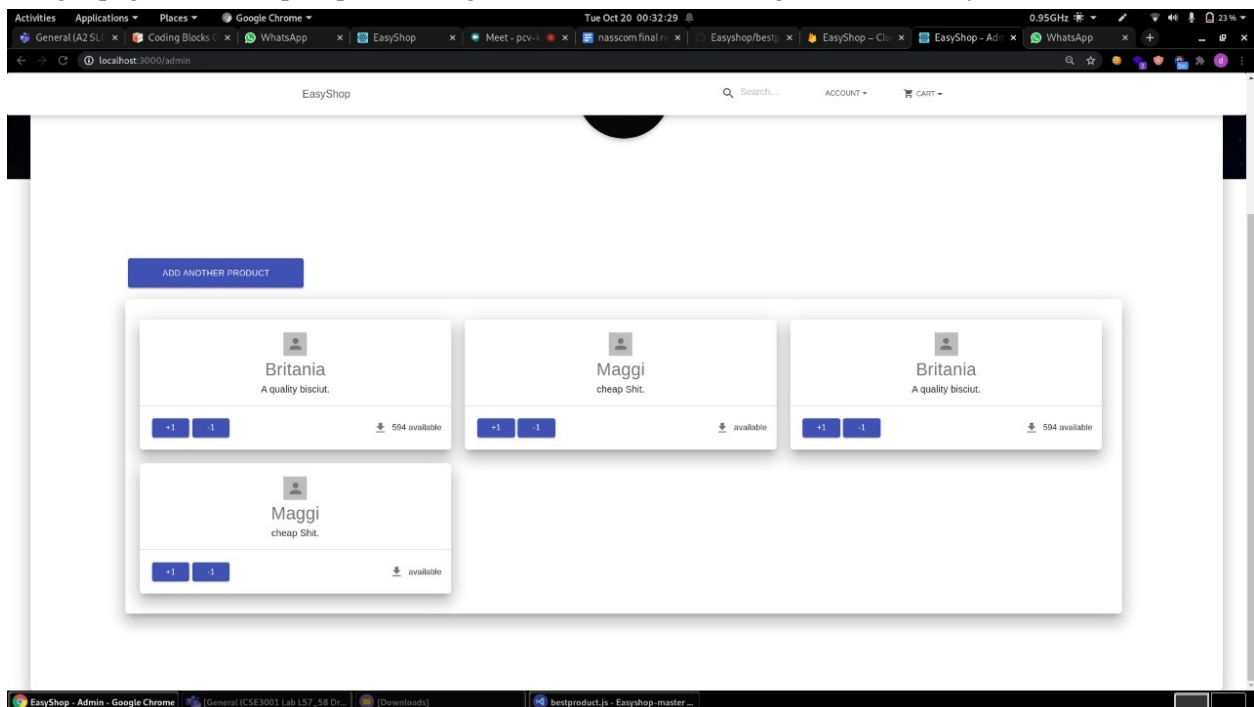 Activities Applications Places Google Chrome Tue Oct 20 00:32:29 0.95GHz 23 %
General (A2 SLO Coding Blocks WhatsApp EasyShop Meet - pcv- nasscom final re Easyshop/bestp EasyShop – Clo EasyShop - Adm WhatsApp
localhost:3000/admin
EasyShop Search... ACCOUNT CART
ADD ANOTHER PRODUCT
Britania Maggi Britania
A quality bisciut. cheap Shit. A quality bisciut.
+1 -1 594 available +1 -1 available +1 -1 594 available
Maggi
cheap Shit.
+1 -1 available
EasyShop - Admin - Google Chrome [General (CSE3001 Lab L57_58 Dr... [Downloads] bestproduct.js - Easyshop-master ...